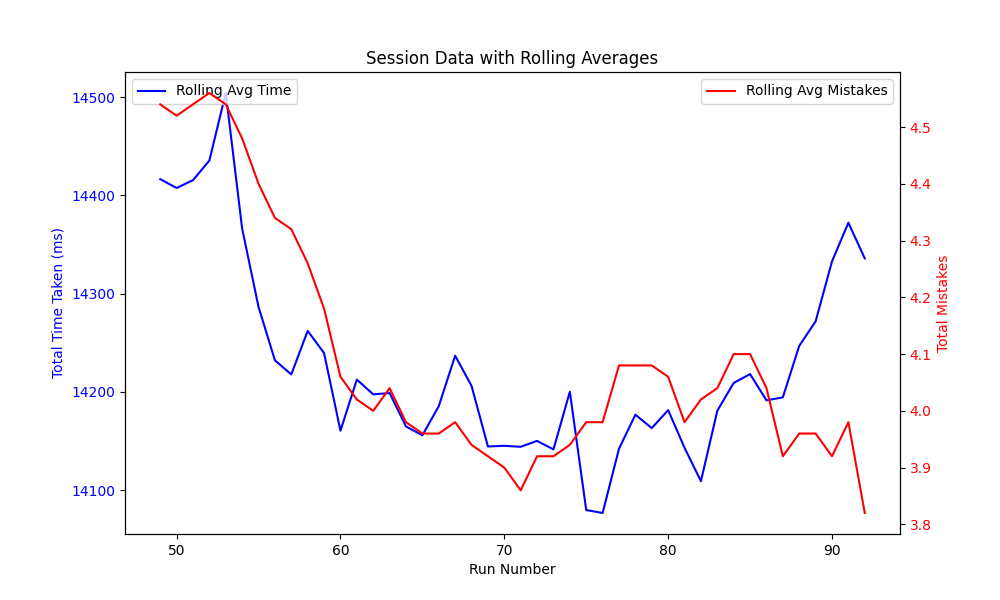 Session Data with Rolling Averages
Rolling Avg Time
Rolling Avg Mistakes
14500
14400
14300
14200
14100
Total Time Taken (ms)
4.5
4.4
4.3
4.2
4.1
4.0
3.9
3.8
Total Mistakes
50 60 70 80 90
Run Number